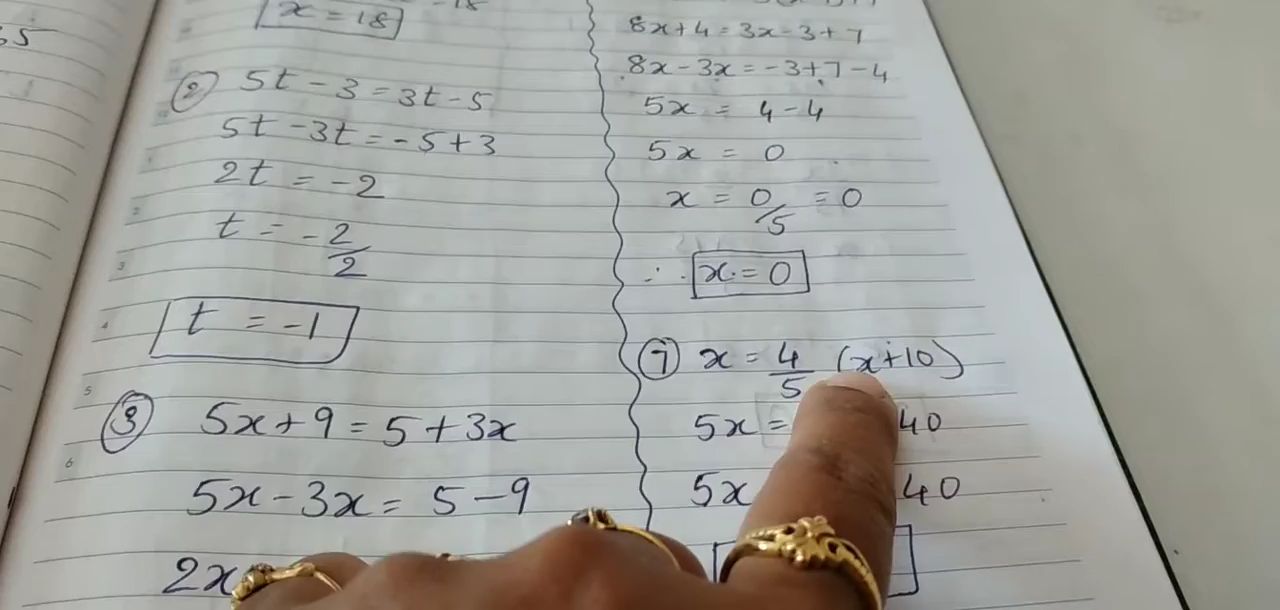 x = 18
② 5t - 3 = 3t - 5
5t - 3t = - 5 + 3
2t = - 2
t = - 2/2
t = - 1
③ 5x + 9 = 5 + 3x
5x - 3x = 5 - 9
2x
8x + 4 = 3x - 3 + 7
8x - 3x = - 3 + 7 - 4
5x = 4 - 4
5x = 0
x = 0/5 = 0
∴ x = 0
⑦ x = 4/5 (x + 10)
5x = 40
5x 40